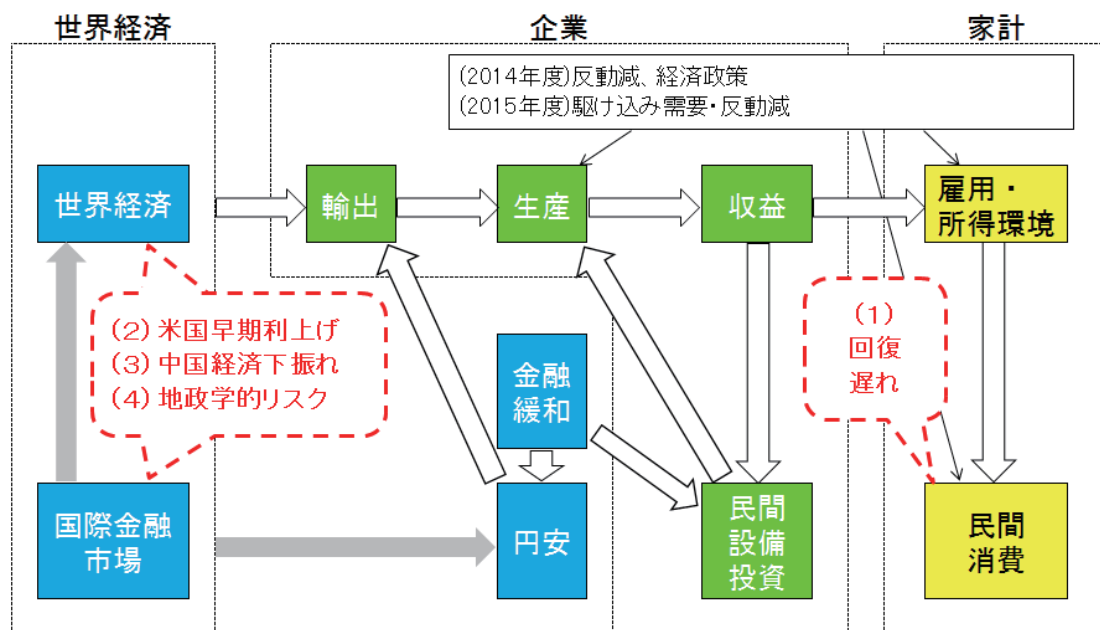 世界経済
企業
家計
(2014年度)反動減、経済政策
(2015年度)駆け込み需要・反動減
世界経済
輸出
生産
収益
雇用・
所得環境
(2) 米国早期利上げ
(3) 中国経済下振れ
(4) 地政学的リスク
(1)
回復
遅れ
金融
緩和
国際金融
市場
円安
民間
設備
投資
民間
消費